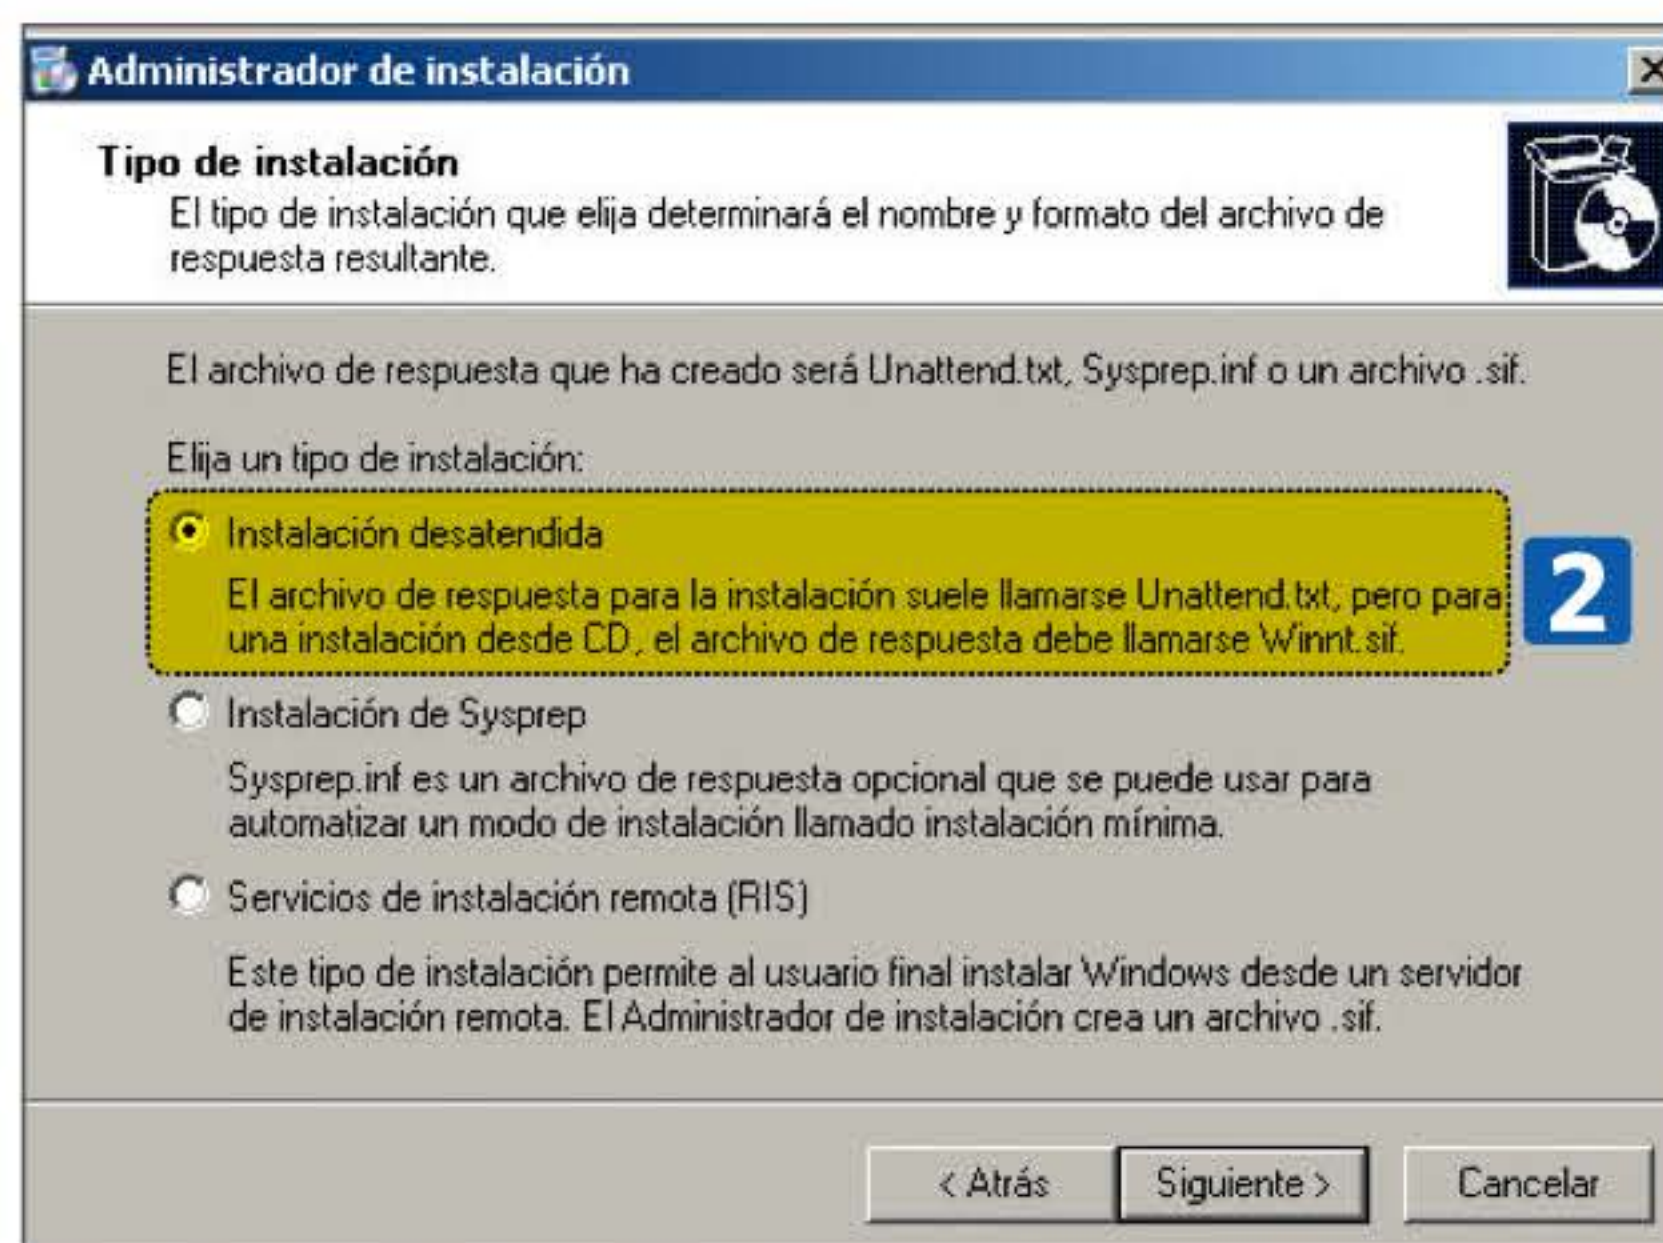 Administrador de instalación
Tipo de instalación
El tipo de instalación que elija determinará el nombre y formato del archivo de
respuesta resultante.
El archivo de respuesta que ha creado será Unattend.txt, Sysprep.inf o un archivo .sif.
Elija un tipo de instalación:
Instalación desatendida
El archivo de respuesta para la instalación suele llamarse Unattend.txt, pero para
una instalación desde CD, el archivo de respuesta debe llamarse Winnt.sif.
2
Instalación de Sysprep
Sysprep.inf es un archivo de respuesta opcional que se puede usar para
automatizar un modo de instalación llamado instalación mínima.
Servicios de instalación remota (RIS)
Este tipo de instalación permite al usuario final instalar Windows desde un servidor
de instalación remota. El Administrador de instalación crea un archivo .sif.
< Atrás Siguiente > Cancelar